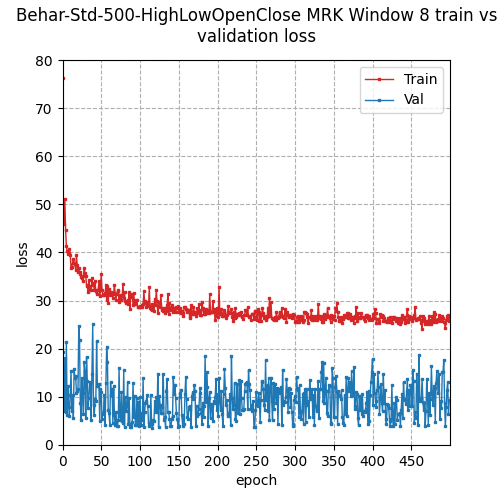 Behar-Std-500-HighLowOpenClose MRK Window 8 train vs
validation loss
80
70
60
50
40
30
20
10
0
loss
Train
Val
0 50 100 150 200 250 300 350 400 450
epoch